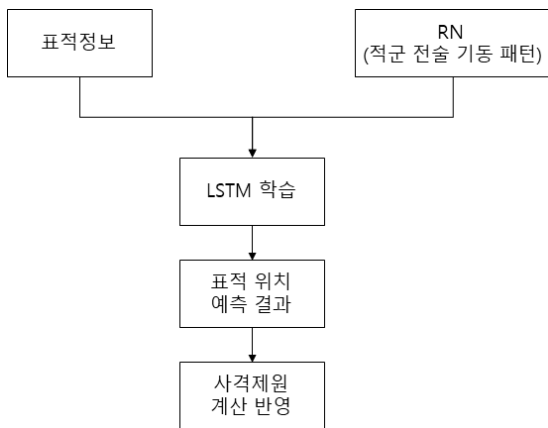 표적정보
RN
(적군 전술 기동 패턴)
LSTM 학습
표적 위치
예측 결과
사격제원
계산 반영